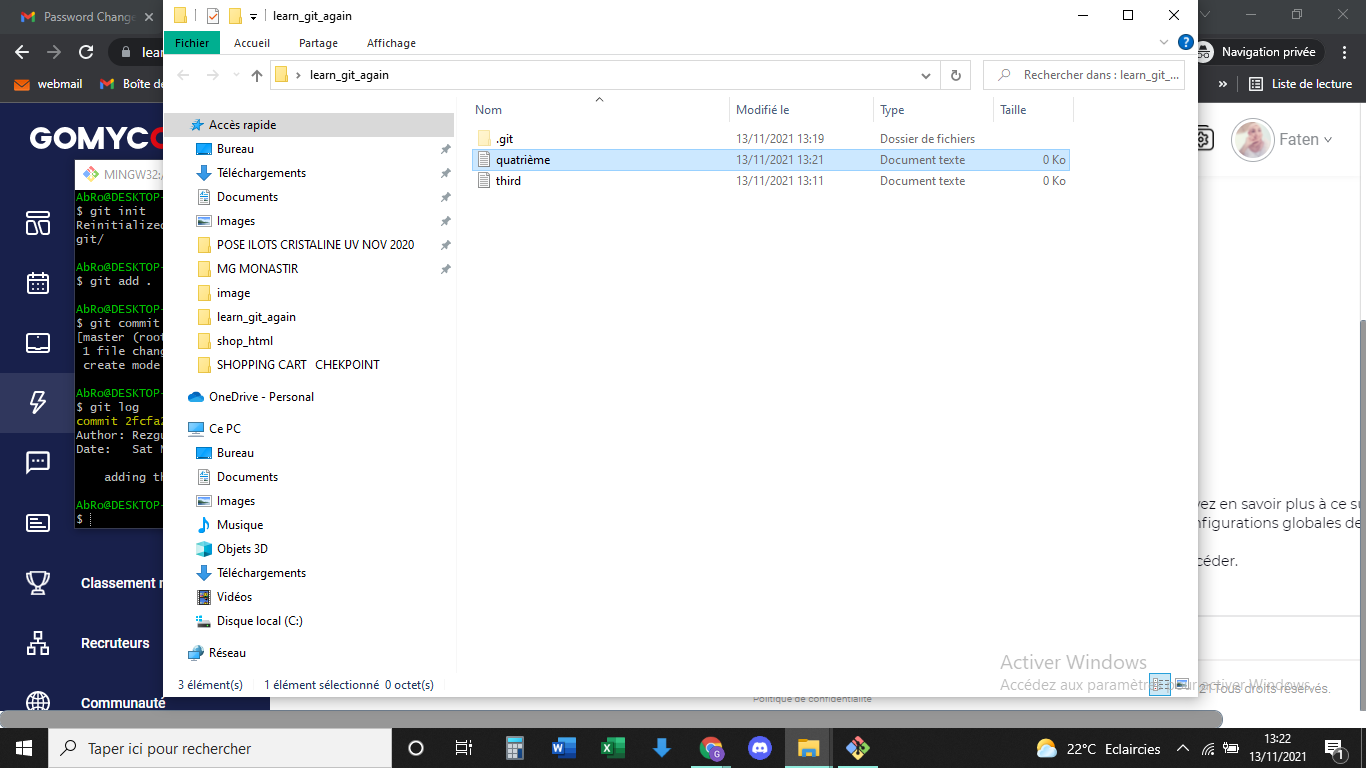 Password Change
learn_git_again
Fichier
Accueil
Partage
Affichage
lear
Navigation privée
learn_git_again
Rechercher dans : learn_git_...
webmail
Boîte de
»
Liste de lecture
GOMYCO
Faten
Nom
Modifié le
Type
Taille
.git
13/11/2021 13:19
Dossier de fichiers
quatrième
13/11/2021 13:21
Document texte
0 Ko
third
13/11/2021 13:11
Document texte
0 Ko
Accès rapide
Bureau
Téléchargements
Documents
Images
POSE ILOTS CRISTALINE UV NOV 2020
MG MONASTIR
image
learn_git_again
shop_html
SHOPPING CART CHEKPOINT
OneDrive - Personal
Ce PC
Bureau
Documents
Images
Musique
Objets 3D
Téléchargements
Vidéos
Disque local (C:)
Réseau
3 élément(s)
1 élément sélectionné 0 octet(s)
MINGW32:/
AbRo@DESKTOP-
$ git init
Reinitialized
git/
AbRo@DESKTOP-
$ git add .
AbRo@DESKTOP-
$ git commit
[master (root
1 file chang
create mode
AbRo@DESKTOP-
$ git log
commit 2fcfa2
Author: Rezgu
Date: Sat N
adding th
AbRo@DESKTOP-
$
Classement
Recruteurs
Communauté
vez en savoir plus à ce su
nfigurations globales de
céder.
Activer Windows
Accédez aux paramètres pour activer Windows.
21 Tous droits réservés.
Politique de confidentialité
Taper ici pour rechercher
22°C Eclaircies
13:22
13/11/2021
1